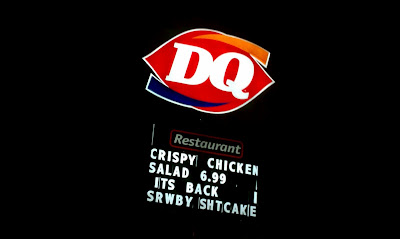 DQ
Restaurant
CRISPY CHICKEN
SALAD 6.99
ITS BACK
SRWBY SHTCAKE